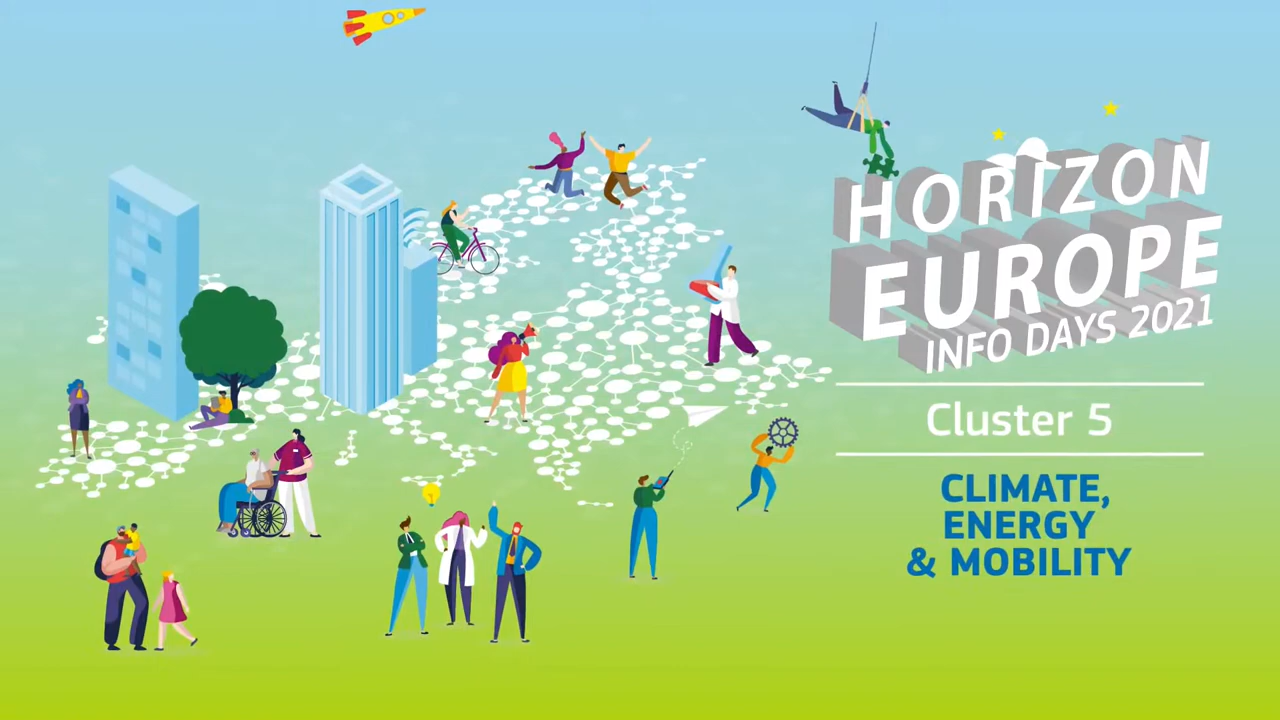 HORIZON
EUROPE
INFO DAYS 2021
Cluster 5
CLIMATE,
ENERGY
& MOBILITY